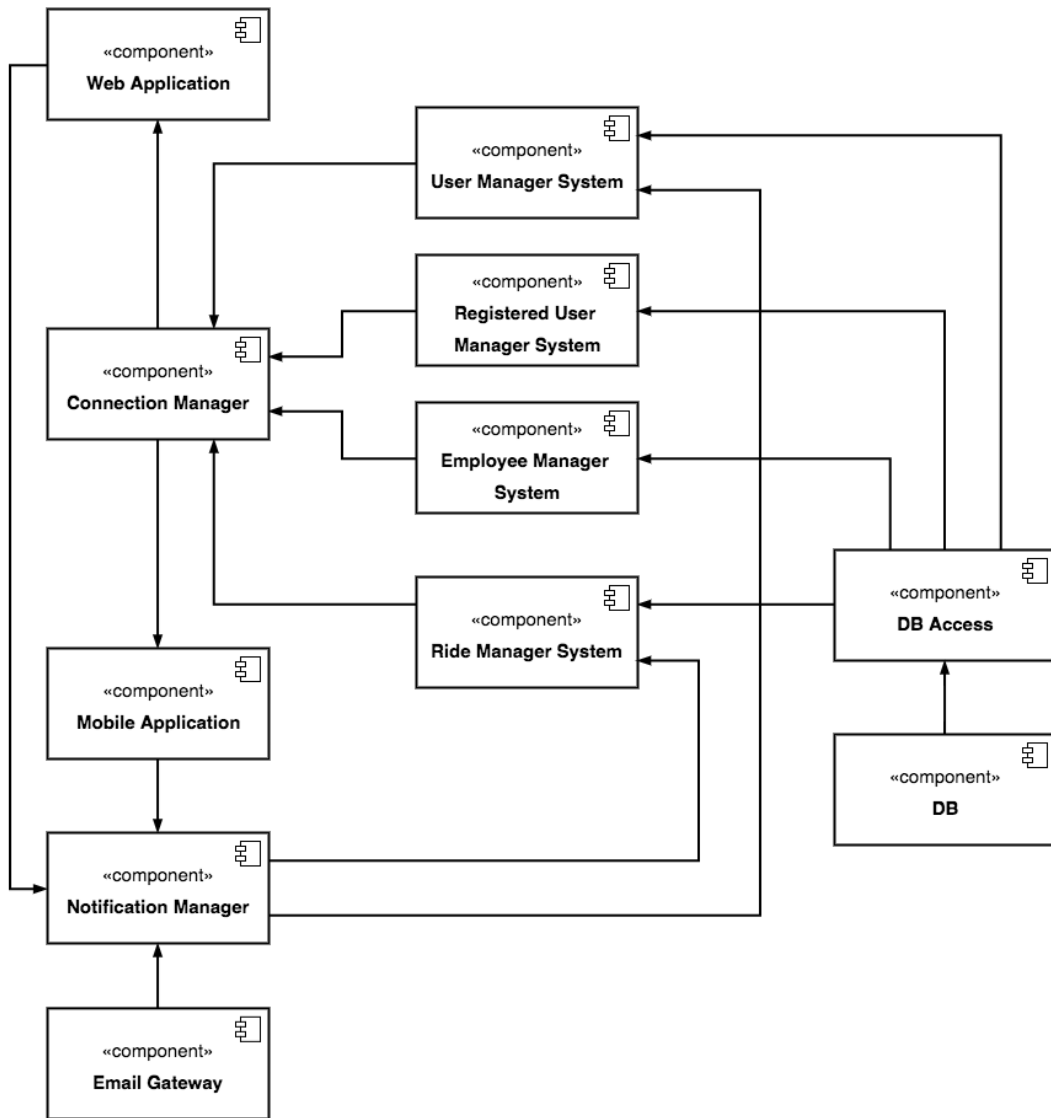 «component»
Web Application
«component»
User Manager System
«component»
Registered User
Manager System
«component»
Connection Manager
«component»
Employee Manager
System
«component»
Ride Manager System
«component»
DB Access
«component»
Mobile Application
«component»
DB
«component»
Notification Manager
«component»
Email Gateway